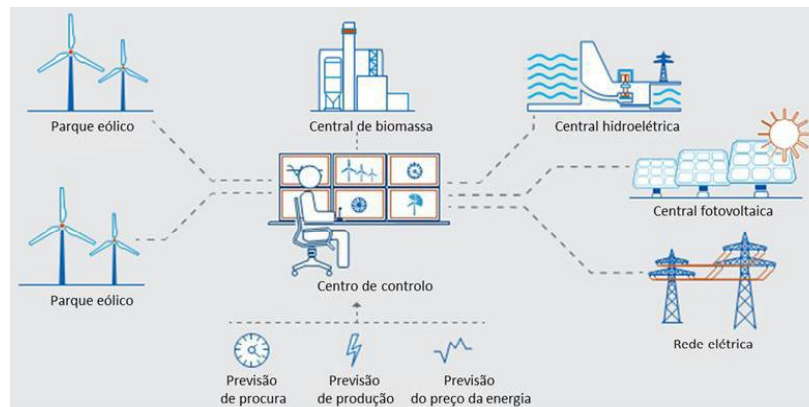 Parque eólico
Central de biomassa
Central hidroelétrica
Central fotovoltaica
Parque eólico
Centro de controlo
Rede elétrica
Previsão
de procura
Previsão
de produção
Previsão
do preço da energia